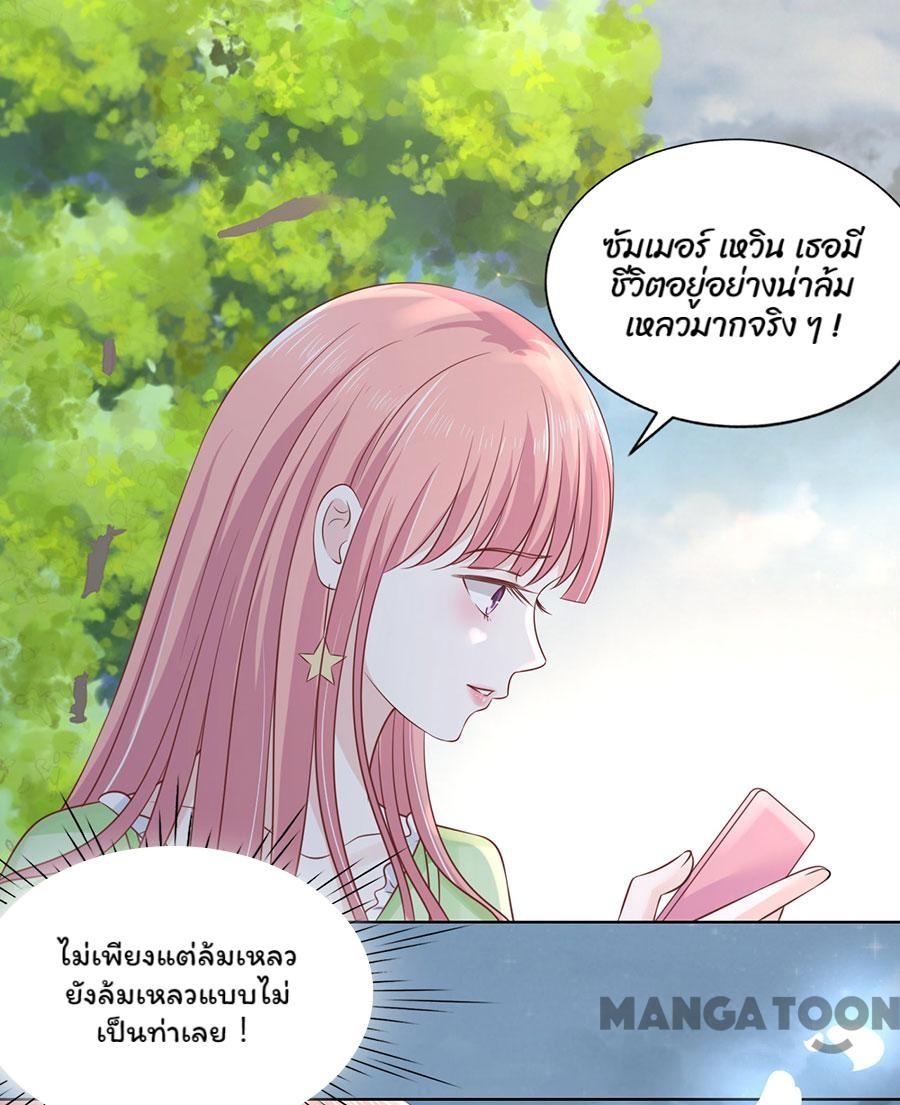 ซัมเมอร์ เหวิน เธอมี
ชีวิตอยู่อย่างน่าล้ม
เหลวมากจริง ๆ !
ไม่เพียงแต่ล้มเหลว
ยังล้มเหลวแบบไม่
เป็นท่าเลย !
MANGA TOON